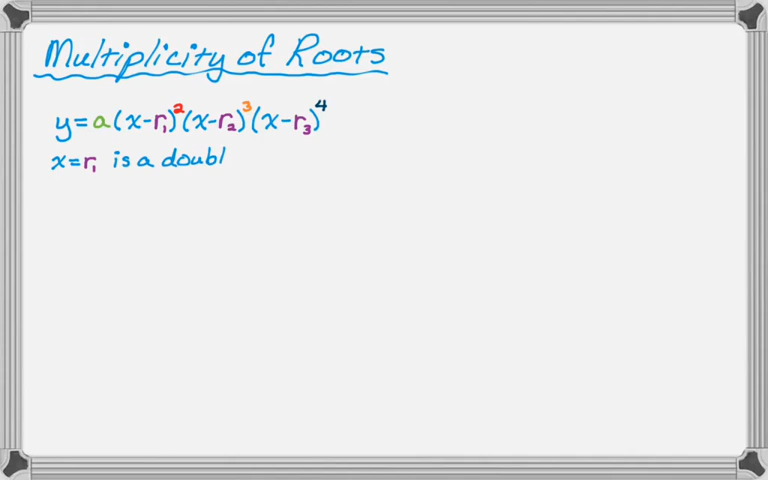 Multiplicity of Roots
y=a(x-r₁)²(x-r₂)³(x-r₃)⁴
x=r₁ is a doubl